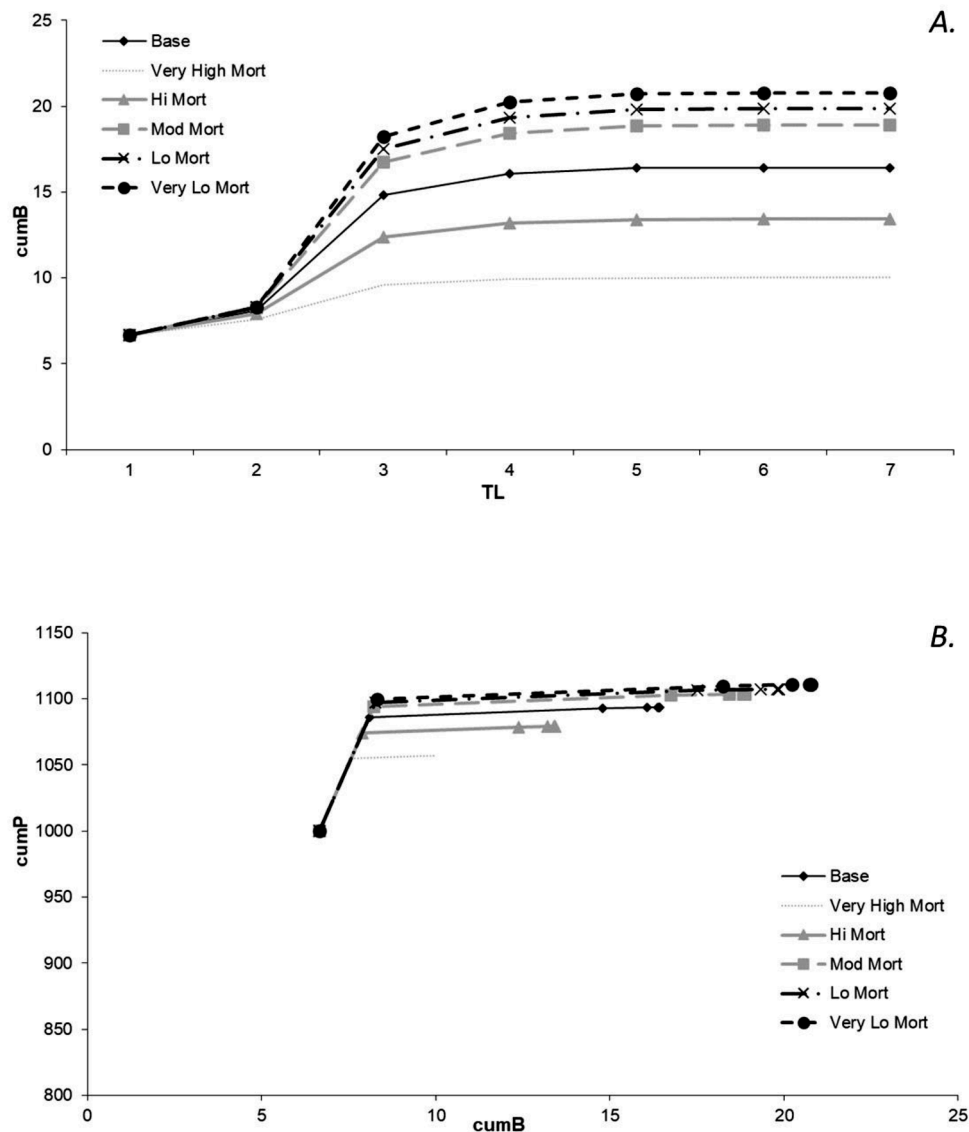 A.
25
20
15
10
5
0
cumB
Base
Very High Mort
Hi Mort
Mod Mort
Lo Mort
Very Lo Mort
1 2 3 4 5 6 7
TL
B.
1150
1100
1050
1000
950
900
850
800
cumP
Base
Very High Mort
Hi Mort
Mod Mort
Lo Mort
Very Lo Mort
0 5 10 15 20 25
cumB